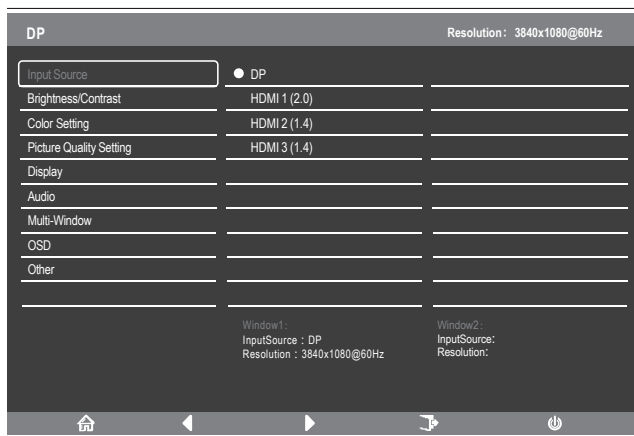 DP Resolution: 3840x1080@60Hz
Input Source DP
Brightness/Contrast HDMI 1 (2.0)
Color Setting HDMI 2 (1.4)
Picture Quality Setting HDMI 3 (1.4)
Display
Audio
Multi-Window
OSD
Other
Window1: Window2:
InputSource : DP InputSource:
Resolution : 3840x1080@60Hz Resolution: